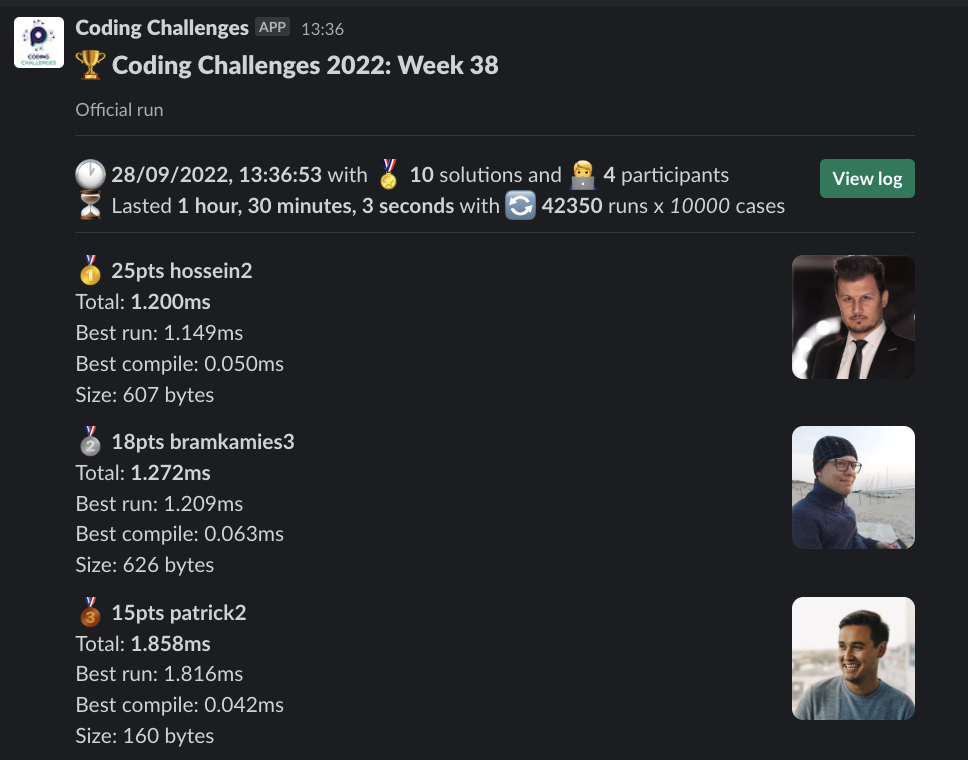 Coding Challenges APP 13:36
CODING
CHALLENGES
Coding Challenges 2022: Week 38
Official run
28/09/2022, 13:36:53 with 10 solutions and 4 participants
View log
Lasted 1 hour, 30 minutes, 3 seconds with 42350 runs x 10000 cases
1 25pts hossein2
Total: 1.200ms
Best run: 1.149ms
Best compile: 0.050ms
Size: 607 bytes
2 18pts bramkamies3
Total: 1.272ms
Best run: 1.209ms
Best compile: 0.063ms
Size: 626 bytes
3 15pts patrick2
Total: 1.858ms
Best run: 1.816ms
Best compile: 0.042ms
Size: 160 bytes